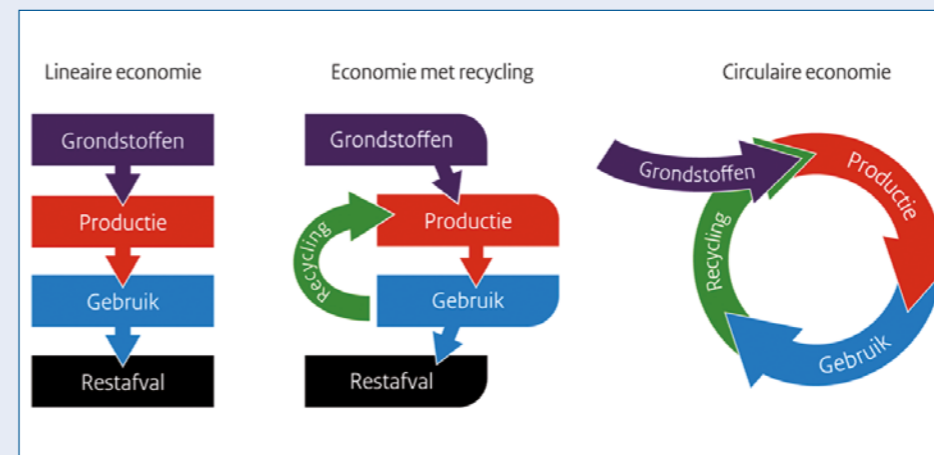 Lineaire economie
Grondstoffen
Productie
Gebruik
Restafval
Economie met recycling
Grondstoffen
Productie
Recycling
Gebruik
Restafval
Circulaire economie
Grondstoffen
Productie
Gebruik
Recycling